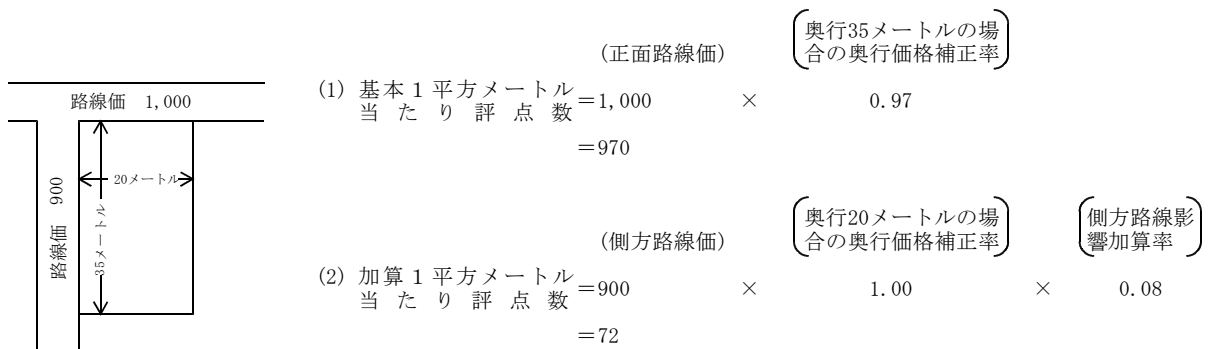 路線価 1,000
路線価 900
20メートル
35メートル
(正面路線価)
奥行35メートルの場
合の奥行価格補正率
(1) 基本1平方メートル
当たり評点数
=1,000 × 0.97
=970
(側方路線価)
奥行20メートルの場
合の奥行価格補正率
側方路線影
響加算率
(2) 加算1平方メートル
当たり評点数
=900 × 1.00 × 0.08
=72